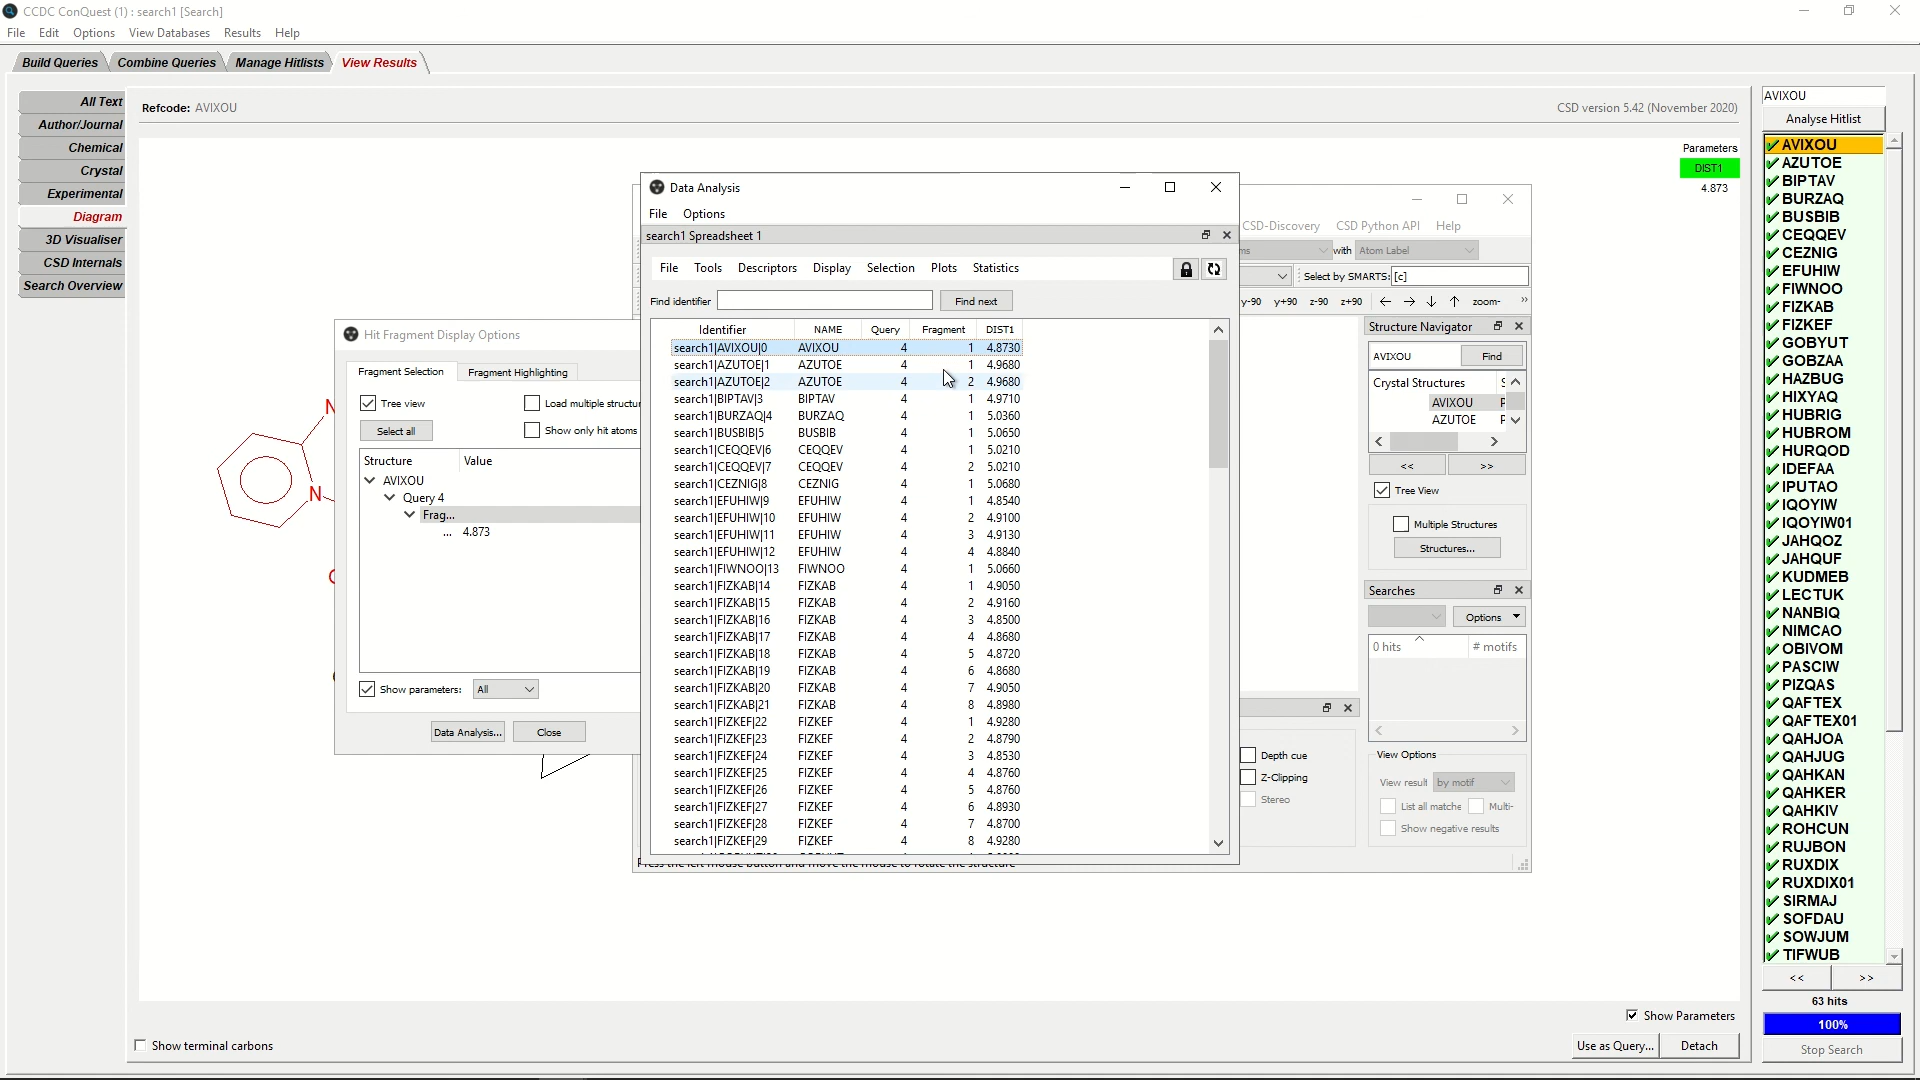 CCDC ConQuest (1) : search1 [Search]
File Edit Options View Databases Results Help
Build Queries Combine Queries Manage Hitlists View Results
All Text
Author/Journal
Chemical
Crystal
Experimental
Diagram
3D Visualiser
CSD Internals
Search Overview
Refcode: AVIXOU
CSD version 5.42 (November 2020)
Parameters
DIST1
4.873
N
N
Hit Fragment Display Options
Fragment Selection Fragment Highlighting
Tree view
Select all
Show only hit atoms
Structure Value
AVIXOU
Query 4
Frag...
... 4.873
Show parameters: All
Data Analysis... Close
Data Analysis
File Options
search1 Spreadsheet 1
File Tools Descriptors Display Selection Plots Statistics
Find identifier Find next
Identifier NAME Query Fragment DIST1
search1|AVIXOU|0 AVIXOU 4 1 4.8730
search1|AZUTOE|1 AZUTOE 4 1 4.9680
search1|AZUTOE|2 AZUTOE 4 2 4.9680
search1|BIPTAV|3 BIPTAV 4 1 4.9710
search1|BURZAQ|4 BURZAQ 4 1 5.0360
search1|BUSBIB|5 BUSBIB 4 1 5.0650
search1|CEQQEV|6 CEQQEV 4 1 5.0210
search1|CEQQEV|7 CEQQEV 4 2 5.0210
search1|CEZNIG|8 CEZNIG 4 1 5.0680
search1|EFUHIW|9 EFUHIW 4 1 4.8540
search1|EFUHIW|10 EFUHIW 4 2 4.9100
search1|EFUHIW|11 EFUHIW 4 3 4.9130
search1|EFUHIW|12 EFUHIW 4 4 4.8840
search1|FIWNOO|13 FIWNOO 4 1 5.0660
search1|FIZKAB|14 FIZKAB 4 1 4.9050
search1|FIZKAB|15 FIZKAB 4 2 4.9160
search1|FIZKAB|16 FIZKAB 4 3 4.8500
search1|FIZKAB|17 FIZKAB 4 4 4.8680
search1|FIZKAB|18 FIZKAB 4 5 4.8720
search1|FIZKAB|19 FIZKAB 4 6 4.8680
search1|FIZKAB|20 FIZKAB 4 7 4.9050
search1|FIZKAB|21 FIZKAB 4 8 4.8980
search1|FIZKEF|22 FIZKEF 4 1 4.9280
search1|FIZKEF|23 FIZKEF 4 2 4.8790
search1|FIZKEF|24 FIZKEF 4 3 4.8530
search1|FIZKEF|25 FIZKEF 4 4 4.8760
search1|FIZKEF|26 FIZKEF 4 5 4.8760
search1|FIZKEF|27 FIZKEF 4 6 4.8930
search1|FIZKEF|28 FIZKEF 4 7 4.8700
search1|FIZKEF|29 FIZKEF 4 8 4.9280
CSD-Discovery CSD Python API Help
with Atom Label
Select by SMARTS: [c]
y-90 y+90 z-90 z+90 ← → ↓ ↑ zoom- »
Structure Navigator
AVIXOU Find
Crystal Structures
AVIXOU
AZUTOE
<< >>
Tree View
Multiple Structures
Structures...
Searches
Options
0 hits # motifs
View Options
View result by motif
List all matche Multi-
Show negative results
Depth cue
Z-Clipping
Stereo
AVIXOU
Analyse Hitlist
AVIXOU
AZUTOE
BIPTAV
BURZAQ
BUSBIB
CEQQEV
CEZNIG
EFUHIW
FIWNOO
FIZKAB
FIZKEF
GOBYUT
GOBZAA
HAZBUG
HIXYAQ
HUBRIG
HUBROM
HURQOD
IDEFAA
IPUTAO
IQOYIW
IQOYIW01
JAHQOZ
JAHQUF
KUDMEB
LECTUK
NANBIQ
NIMCAO
OBIVOM
PASCIW
PIZQAS
QAFTEX
QAFTEX01
QAHJOA
QAHJUG
QAHKAN
QAHKER
QAHKIV
ROHCUN
RUJBON
RUXDIX
RUXDIX01
SIRMAJ
SOFDAU
SOWJUM
TIFWUB
<< >>
63 hits
100%
Stop Search
Show Parameters
Show terminal carbons
Use as Query... Detach